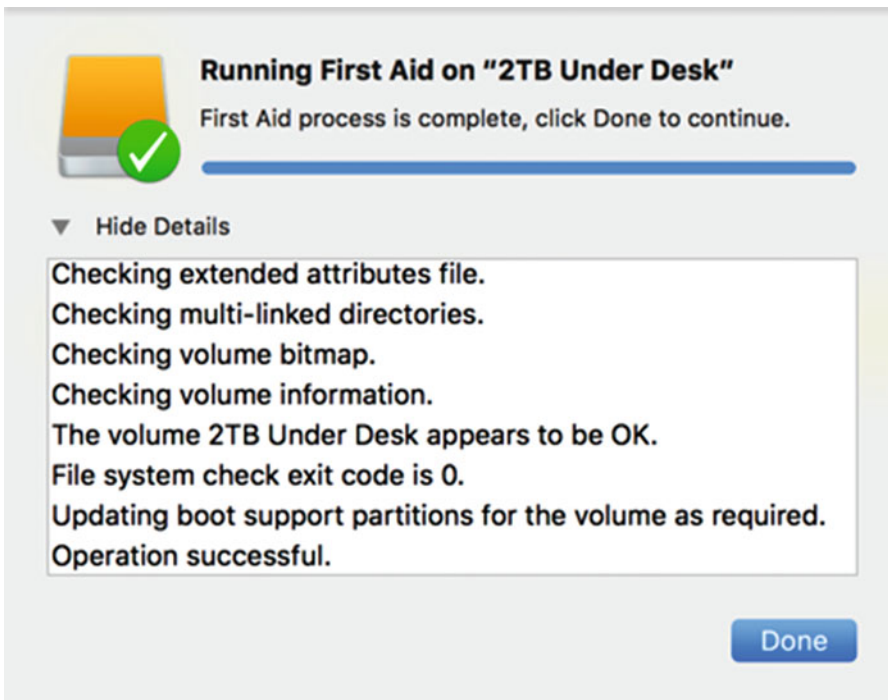 Running First Aid on “2TB Under Desk”
First Aid process is complete, click Done to continue.
Hide Details
Checking extended attributes file.
Checking multi-linked directories.
Checking volume bitmap.
Checking volume information.
The volume 2TB Under Desk appears to be OK.
File system check exit code is 0.
Updating boot support partitions for the volume as required.
Operation successful.
Done